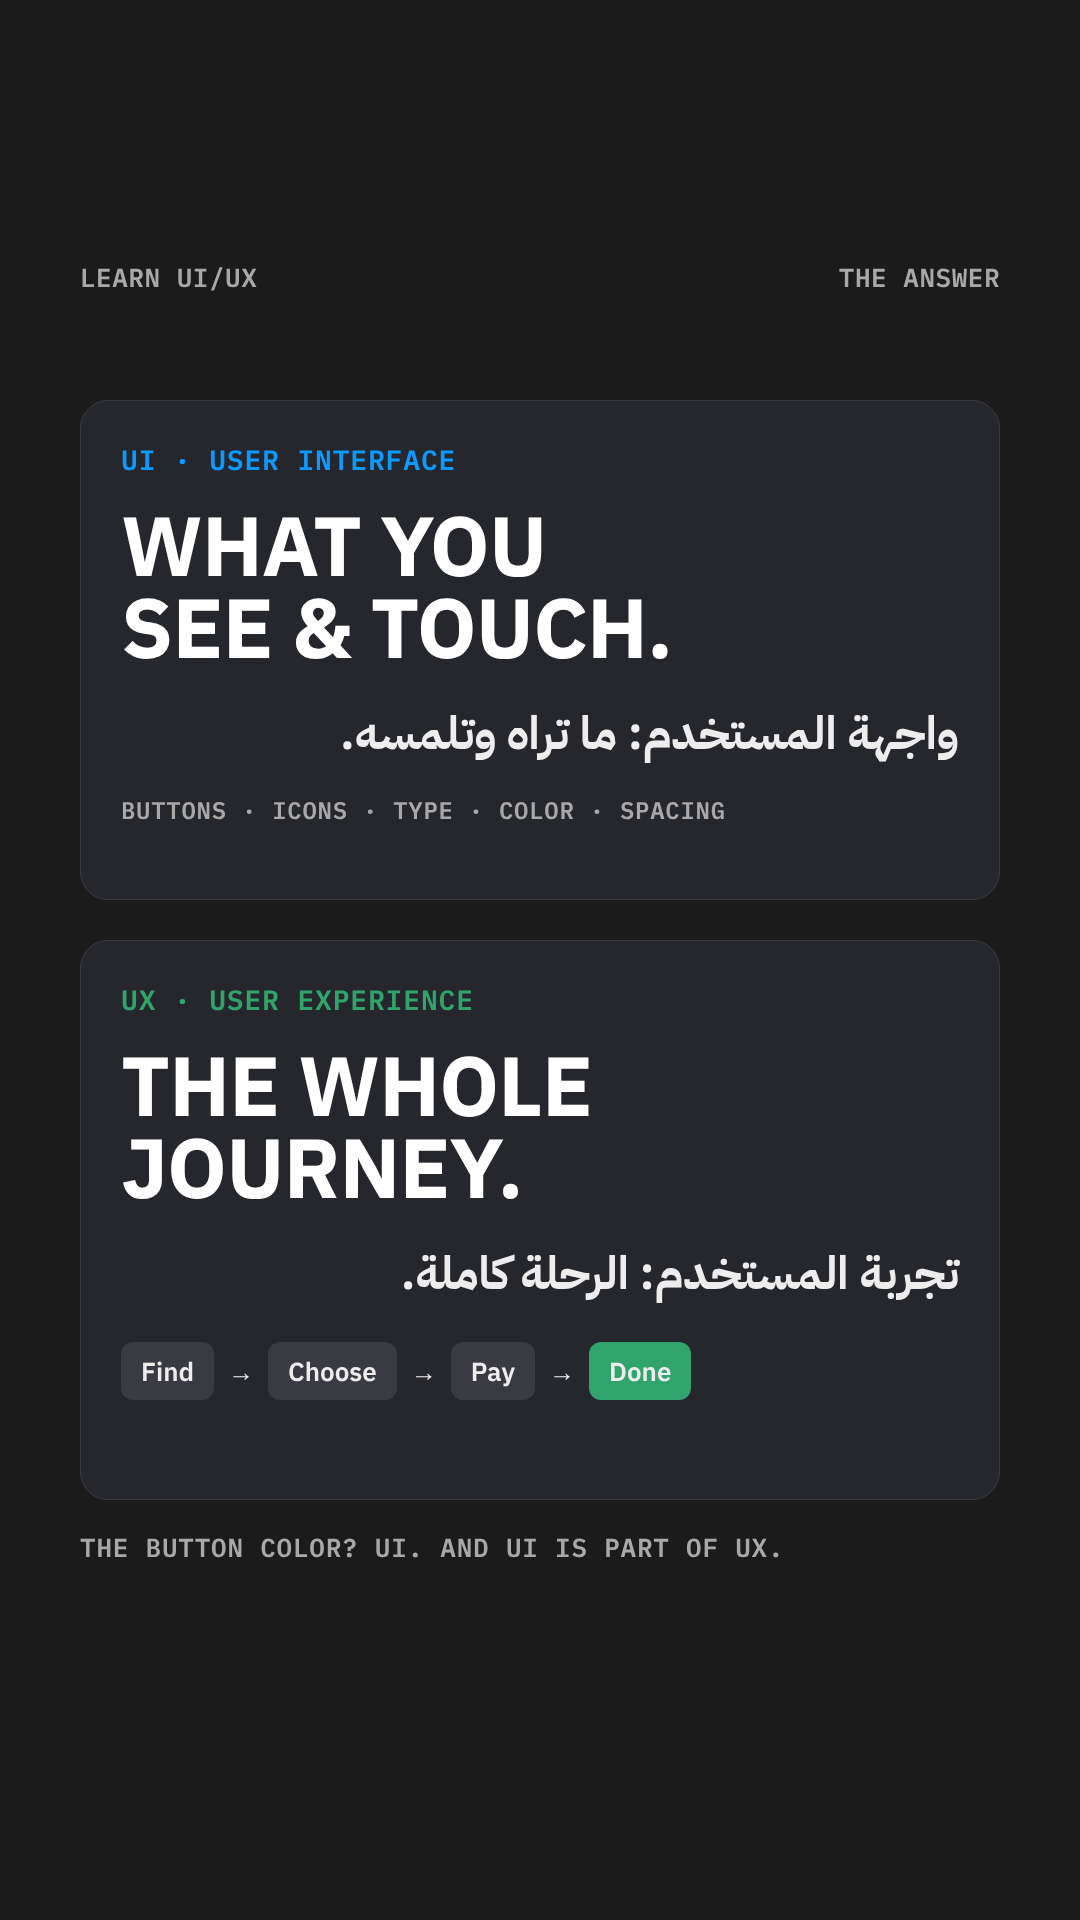 LEARN UI/UX
THE ANSWER
UI · USER INTERFACE
WHAT YOU
SEE & TOUCH.
واجهة المستخدم: ما تراه وتلمسه.
BUTTONS · ICONS · TYPE · COLOR · SPACING
UX · USER EXPERIENCE
THE WHOLE
JOURNEY.
تجربة المستخدم: الرحلة كاملة.
Find → Choose → Pay → Done
THE BUTTON COLOR? UI. AND UI IS PART OF UX.